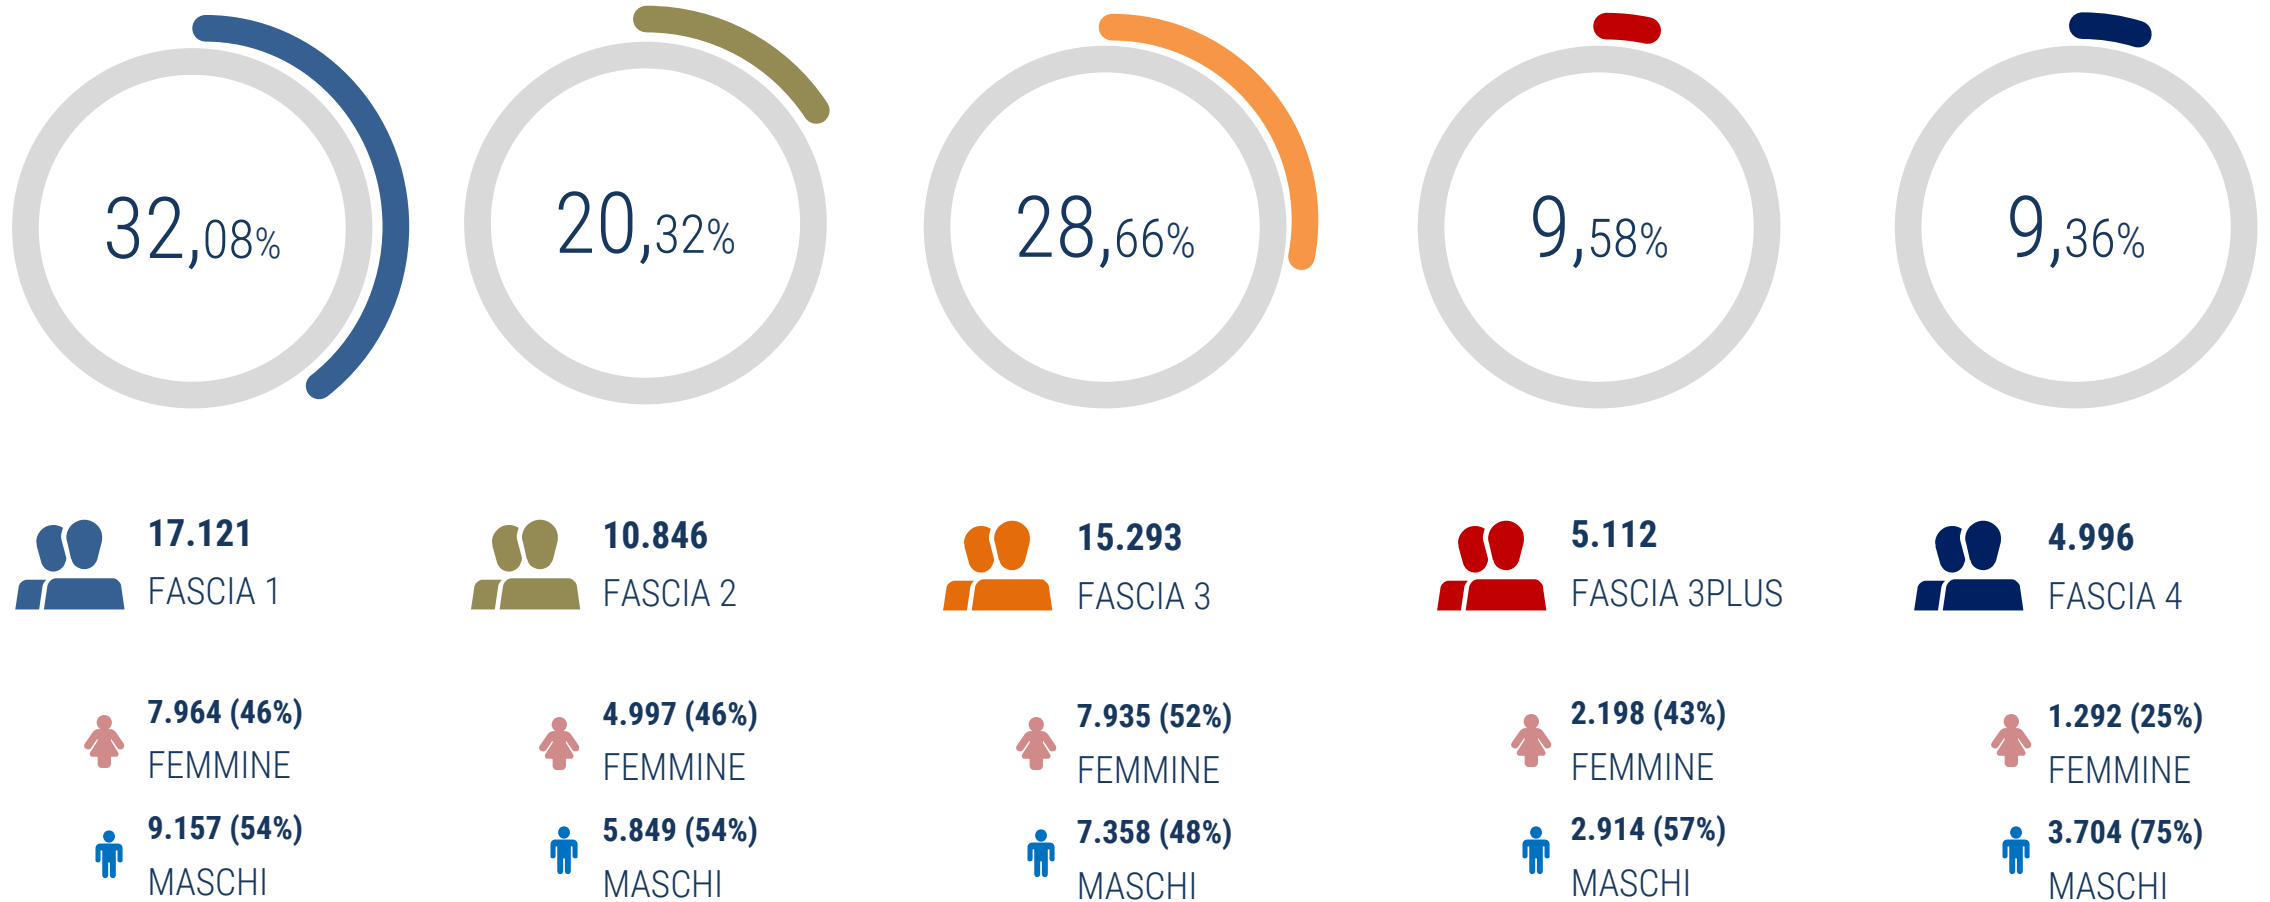 32,08%
20,32%
28,66%
9,58%
9,36%
17.121
FASCIA 1
10.846
FASCIA 2
15.293
FASCIA 3
5.112
FASCIA 3PLUS
4.996
FASCIA 4
7.964 (46%)
FEMMINE
9.157 (54%)
MASCHI
4.997 (46%)
FEMMINE
5.849 (54%)
MASCHI
7.935 (52%)
FEMMINE
7.358 (48%)
MASCHI
2.198 (43%)
FEMMINE
2.914 (57%)
MASCHI
1.292 (25%)
FEMMINE
3.704 (75%)
MASCHI